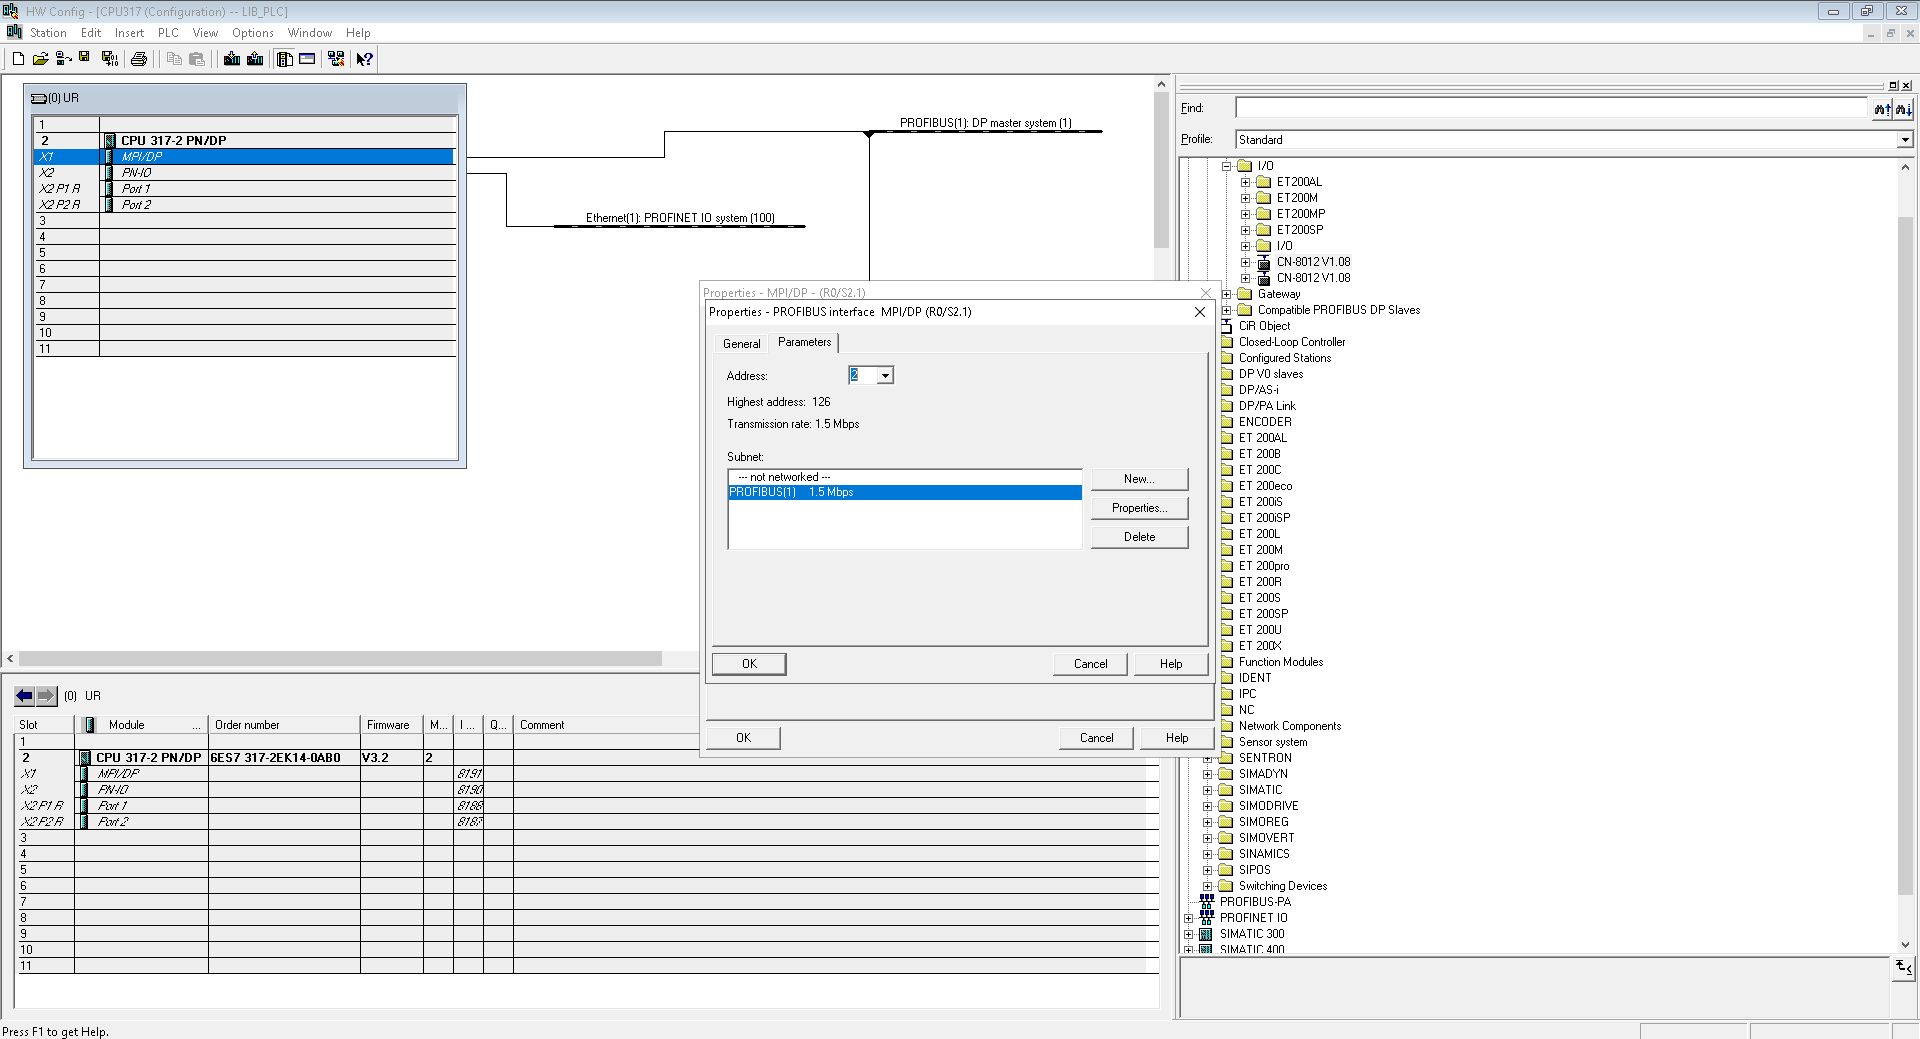 HW Config - [CPU317 (Configuration) -- LIB_PLC]
Station Edit Insert PLC View Options Window Help
(0) UR
1
2 CPU 317-2 PN/DP
X1 MPI/DP
X2 PN-IO
X2 P1 R Port 1
X2 P2 R Port 2
3
4
5
6
7
8
9
10
11
PROFIBUS(1): DP master system (1)
Ethernet(1): PROFINET IO system (100)
Properties - MPI/DP - (R0/S2.1)
Properties - PROFIBUS interface MPI/DP (R0/S2.1)
General Parameters
Address: 2
Highest address: 126
Transmission rate: 1.5 Mbps
Subnet:
--- not networked ---
PROFIBUS(1) 1.5 Mbps
New...
Properties...
Delete
OK Cancel Help
OK Cancel Help
(0) UR
Slot Module ... Order number Firmware M... I ... Q... Comment
1
2 CPU 317-2 PN/DP 6ES7 317-2EK14-0AB0 V3.2 2
X1 MPI/DP 8191
X2 PN-IO 8190
X2 P1 R Port 1 8188
X2 P2 R Port 2 8187
3
4
5
6
7
8
9
10
11
Find:
Profile: Standard
I/O
ET200AL
ET200M
ET200MP
ET200SP
I/O
CN-8012 V1.08
CN-8012 V1.08
Gateway
Compatible PROFIBUS DP Slaves
CiR Object
Closed-Loop Controller
Configured Stations
DP V0 slaves
DP/AS-i
DP/PA Link
ENCODER
ET 200AL
ET 200B
ET 200C
ET 200eco
ET 200iS
ET 200iSP
ET 200L
ET 200M
ET 200pro
ET 200R
ET 200S
ET 200SP
ET 200U
ET 200X
Function Modules
IDENT
IPC
NC
Network Components
Sensor system
SENTRON
SIMADYN
SIMATIC
SIMODRIVE
SIMOREG
SIMOVERT
SINAMICS
SIPOS
Switching Devices
PROFIBUS-PA
PROFINET IO
SIMATIC 300
SIMATIC 400
Press F1 to get Help.